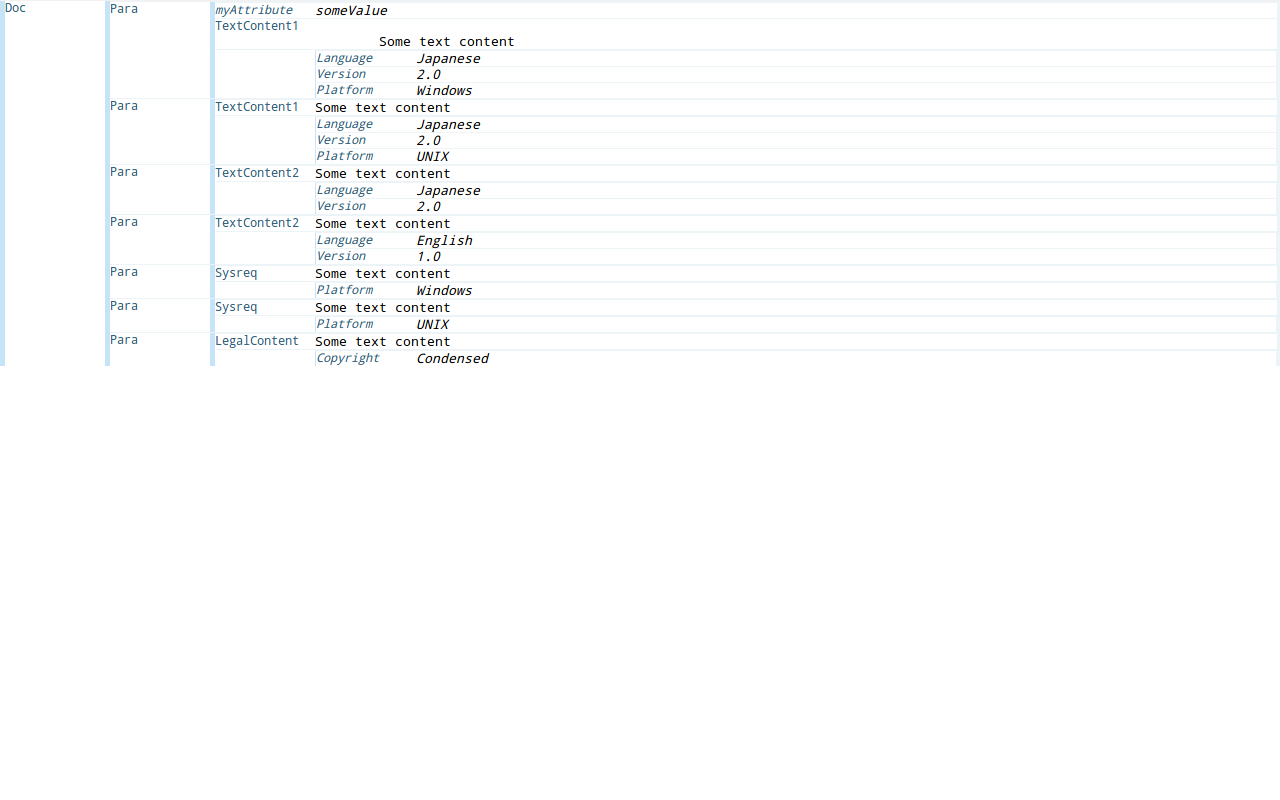 Doc Para myAttribute someValue
TextContent1
Some text content
Language Japanese
Version 2.0
Platform Windows
Para TextContent1 Some text content
Language Japanese
Version 2.0
Platform UNIX
Para TextContent2 Some text content
Language Japanese
Version 2.0
Para TextContent2 Some text content
Language English
Version 1.0
Para Sysreq Some text content
Platform Windows
Para Sysreq Some text content
Platform UNIX
Para LegalContent Some text content
Copyright Condensed